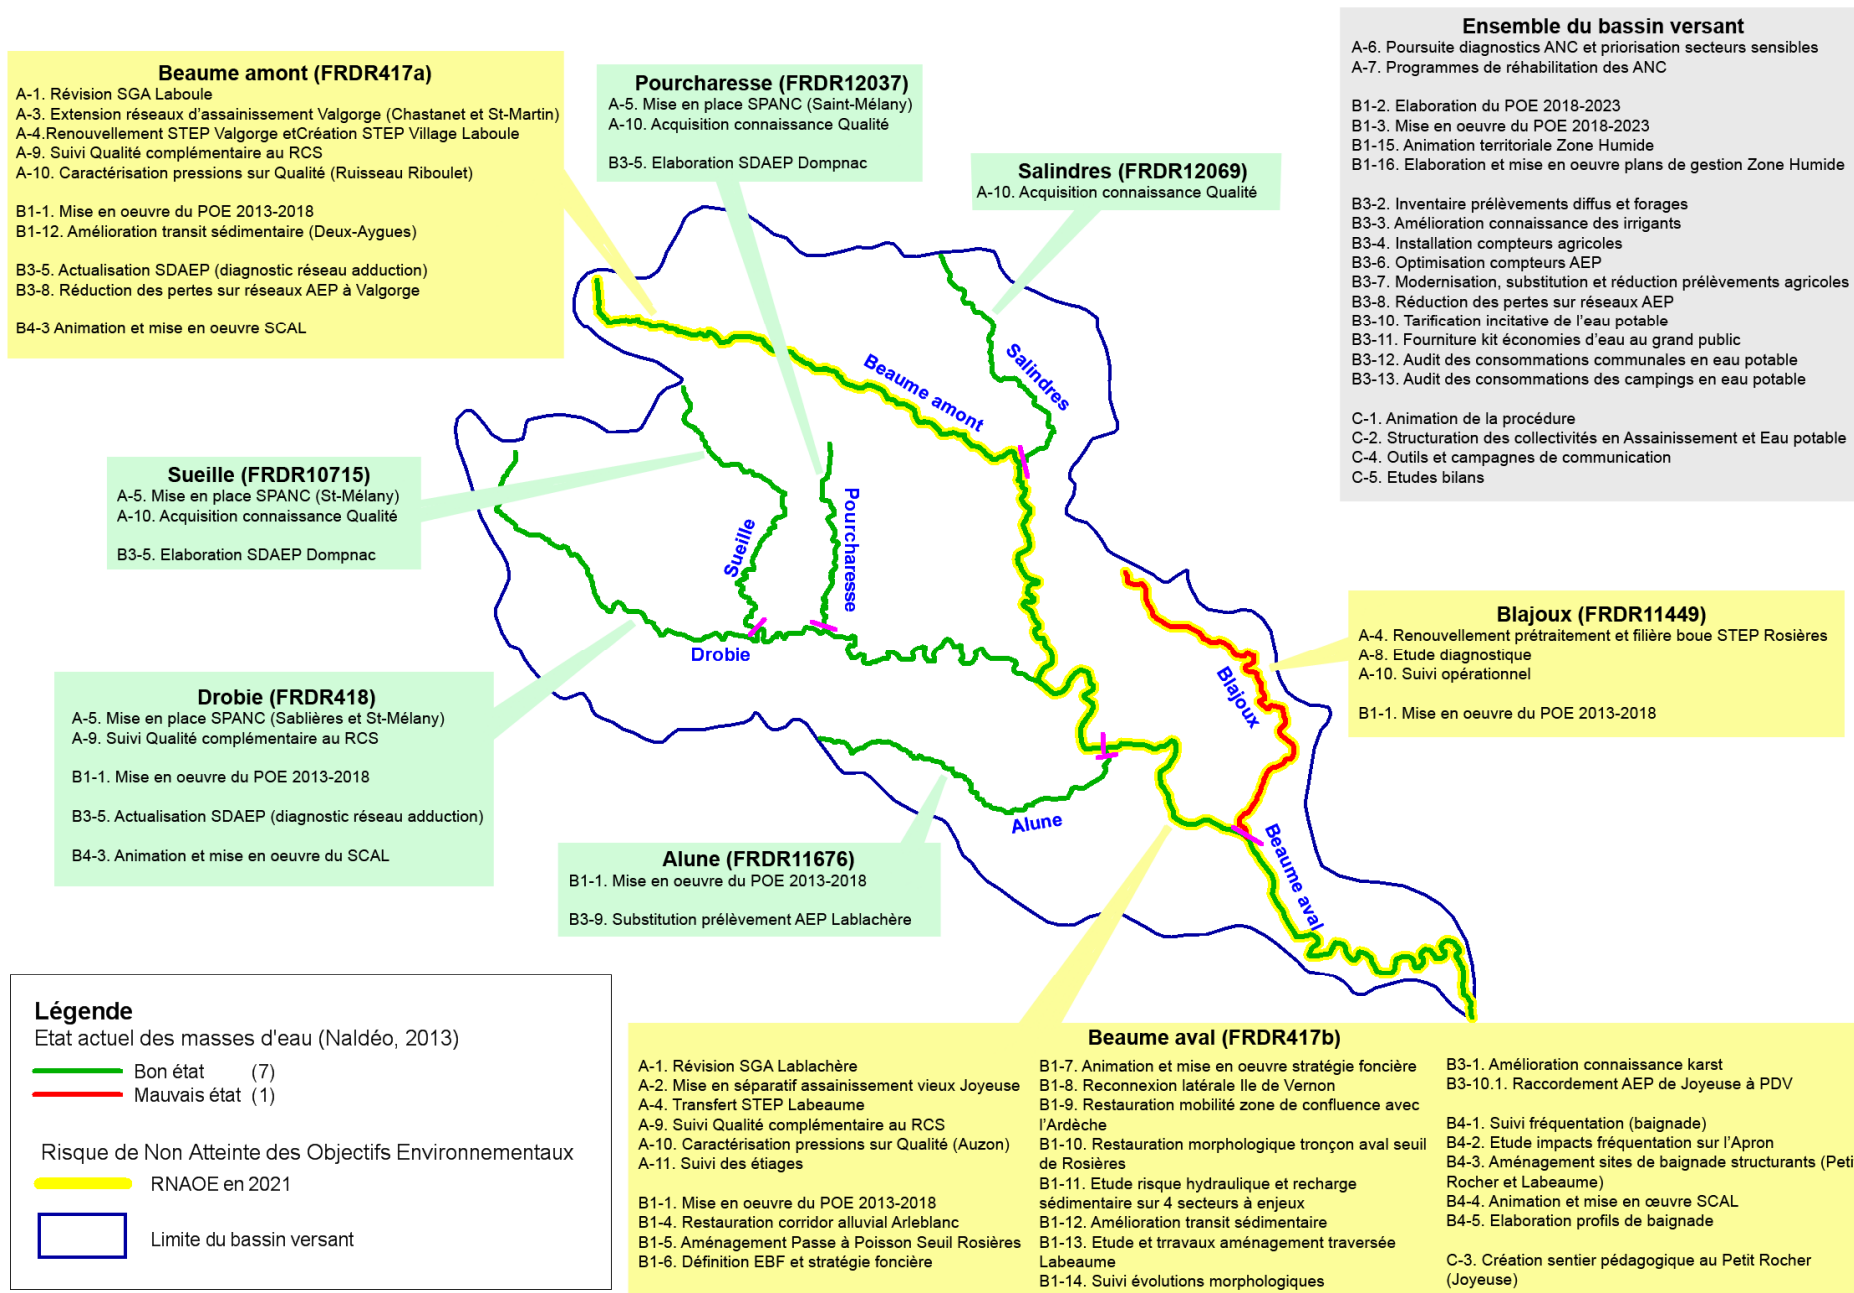 Beaume amont (FRDR417a)
A-1. Révision SGA Laboule
A-3. Extension réseaux d'assainissement Valgorge (Chastanet et St-Martin)
A-4.Renouvellement STEP Valgorge etCréation STEP Village Laboule
A-9. Suivi Qualité complémentaire au RCS
A-10. Caractérisation pressions sur Qualité (Ruisseau Riboulet)
B1-1. Mise en oeuvre du POE 2013-2018
B1-12. Amélioration transit sédimentaire (Deux-Aygues)
B3-5. Actualisation SDAEP (diagnostic réseau adduction)
B3-8. Réduction des pertes sur réseaux AEP à Valgorge
B4-3 Animation et mise en oeuvre SCAL
Pourcharesse (FRDR12037)
A-5. Mise en place SPANC (Saint-Mélany)
A-10. Acquisition connaissance Qualité
B3-5. Elaboration SDAEP Dompnac
Salindres (FRDR12069)
A-10. Acquisition connaissance Qualité
Ensemble du bassin versant
A-6. Poursuite diagnostics ANC et priorisation secteurs sensibles
A-7. Programmes de réhabilitation des ANC
B1-2. Elaboration du POE 2018-2023
B1-3. Mise en oeuvre du POE 2018-2023
B1-15. Animation territoriale Zone Humide
B1-16. Elaboration et mise en oeuvre plans de gestion Zone Humide
B3-2. Inventaire prélèvements diffus et forages
B3-3. Amélioration connaissance des irrigants
B3-4. Installation compteurs agricoles
B3-6. Optimisation compteurs AEP
B3-7. Modernisation, substitution et réduction prélèvements agricoles
B3-8. Réduction des pertes sur réseaux AEP
B3-10. Tarification incitative de l'eau potable
B3-11. Fourniture kit économies d'eau au grand public
B3-12. Audit des consommations communales en eau potable
B3-13. Audit des consommations des campings en eau potable
C-1. Animation de la procédure
C-2. Structuration des collectivités en Assainissement et Eau potable
C-4. Outils et campagnes de communication
C-5. Etudes bilans
Salindres
Beaume amont
Sueille (FRDR10715)
A-5. Mise en place SPANC (St-Mélany)
A-10. Acquisition connaissance Qualité
B3-5. Elaboration SDAEP Dompnac
Sueille
Pourcharesse
Drobie
Blajoux
Alune
Beaume aval
Blajoux (FRDR11449)
A-4. Renouvellement prétraitement et filière boue STEP Rosières
A-8. Etude diagnostique
A-10. Suivi opérationnel
B1-1. Mise en oeuvre du POE 2013-2018
Drobie (FRDR418)
A-5. Mise en place SPANC (Sablières et St-Mélany)
A-9. Suivi Qualité complémentaire au RCS
B1-1. Mise en oeuvre du POE 2013-2018
B3-5. Actualisation SDAEP (diagnostic réseau adduction)
B4-3. Animation et mise en oeuvre du SCAL
Alune (FRDR11676)
B1-1. Mise en oeuvre du POE 2013-2018
B3-9. Substitution prélèvement AEP Lablachère
Légende
Etat actuel des masses d'eau (Naldéo, 2013)
Bon état (7)
Mauvais état (1)
Risque de Non Atteinte des Objectifs Environnementaux
RNAOE en 2021
Limite du bassin versant
Beaume aval (FRDR417b)
A-1. Révision SGA Lablachère
A-2. Mise en séparatif assainissement vieux Joyeuse
A-4. Transfert STEP Labeaume
A-9. Suivi Qualité complémentaire au RCS
A-10. Caractérisation pressions sur Qualité (Auzon)
A-11. Suivi des étiages
B1-1. Mise en oeuvre du POE 2013-2018
B1-4. Restauration corridor alluvial Arleblanc
B1-5. Aménagement Passe à Poisson Seuil Rosières
B1-6. Définition EBF et stratégie foncière
B1-7. Animation et mise en oeuvre stratégie foncière
B1-8. Reconnexion latérale Ile de Vernon
B1-9. Restauration mobilité zone de confluence avec
l'Ardèche
B1-10. Restauration morphologique tronçon aval seuil
de Rosières
B1-11. Etude risque hydraulique et recharge
sédimentaire sur 4 secteurs à enjeux
B1-12. Amélioration transit sédimentaire
B1-13. Etude et trravaux aménagement traversée
Labeaume
B1-14. Suivi évolutions morphologiques
B3-1. Amélioration connaissance karst
B3-10.1. Raccordement AEP de Joyeuse à PDV
B4-1. Suivi fréquentation (baignade)
B4-2. Etude impacts fréquentation sur l'Apron
B4-3. Aménagement sites de baignade structurants (Peti
Rocher et Labeaume)
B4-4. Animation et mise en œuvre SCAL
B4-5. Elaboration profils de baignade
C-3. Création sentier pédagogique au Petit Rocher
(Joyeuse)